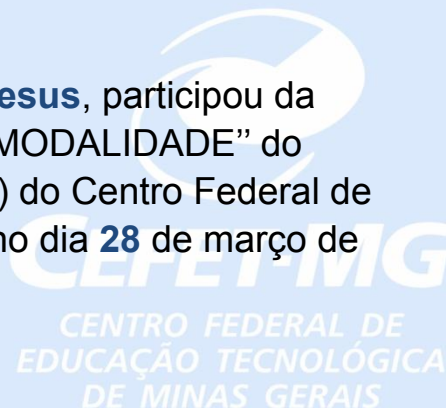 esus, participou da
MODALIDADE” do
) do Centro Federal de
no dia 28 de março de
CEFET-MG
CENTRO FEDERAL DE
EDUCAÇÃO TECNOLÓGICA
DE MINAS GERAIS